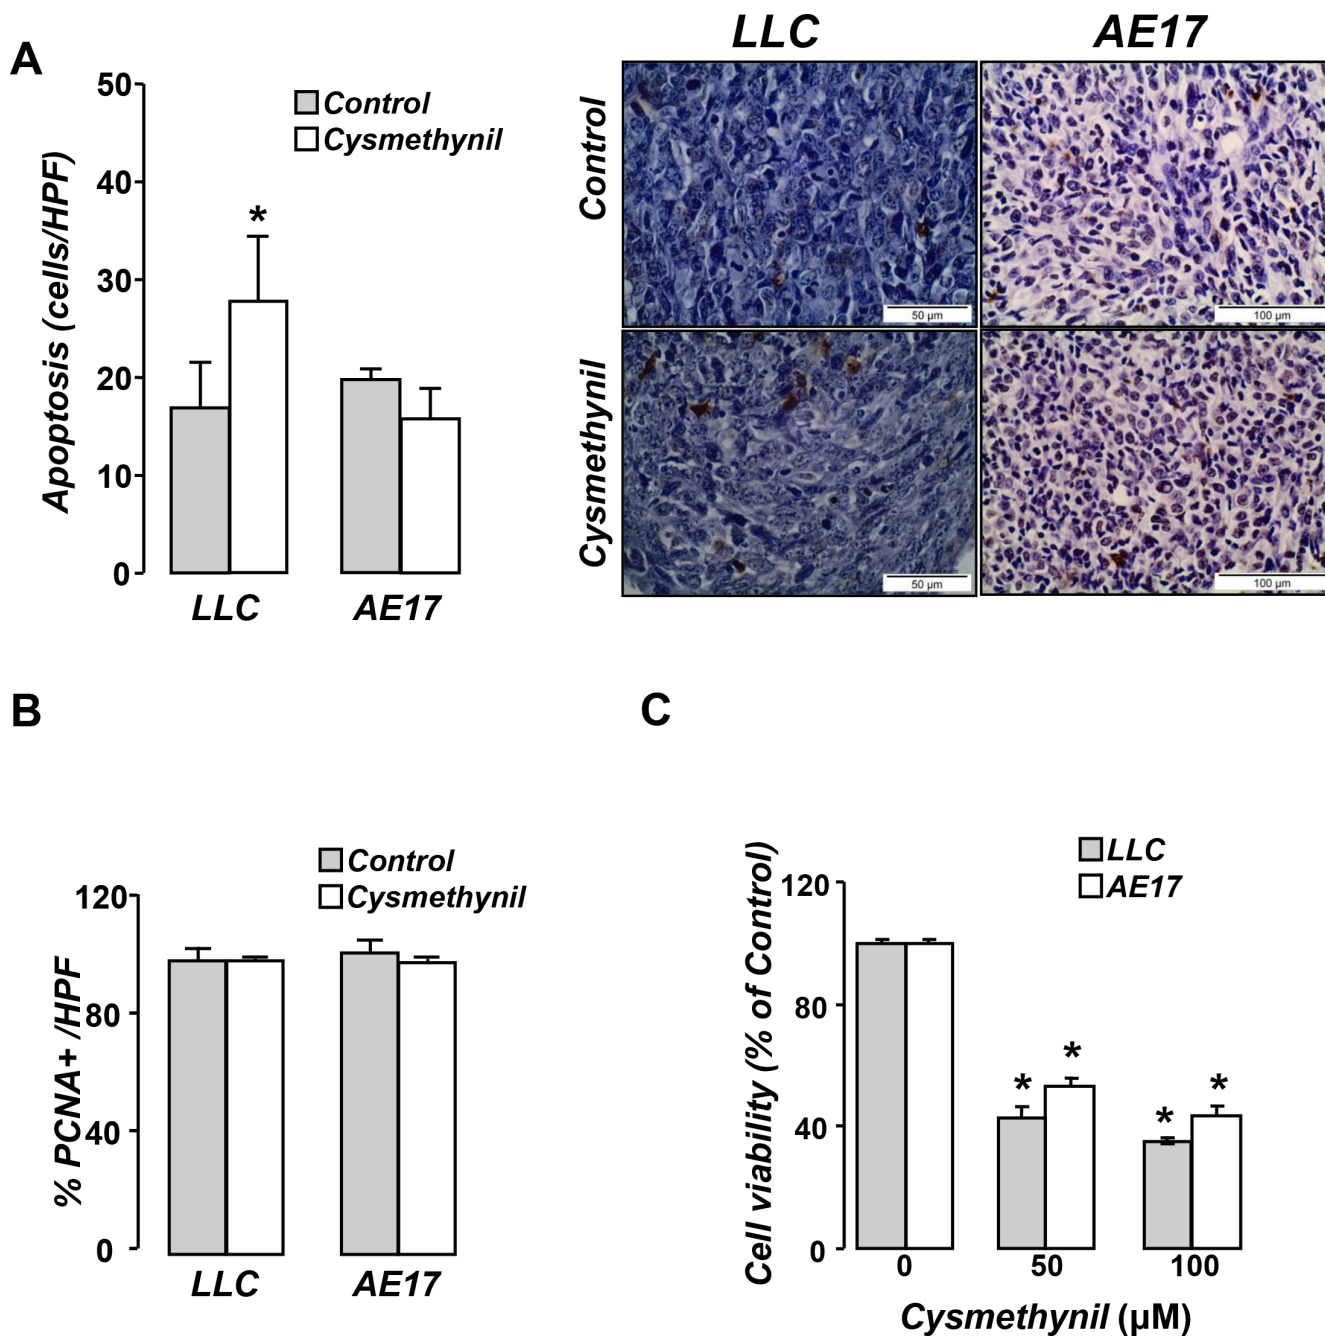 A
Apoptosis (cells/HPF)
50
40
30
20
10
0
Control
Cysmethynil
*
LLC
AE17
LLC
AE17
Control
Cysmethynil
50 µm
100 µm
50 µm
100 µm
B
% PCNA+ /HPF
120
80
40
0
Control
Cysmethynil
LLC
AE17
C
Cell viability (% of Control)
120
80
40
0
LLC
AE17
*
*
*
*
0
50
100
Cysmethynil (µM)